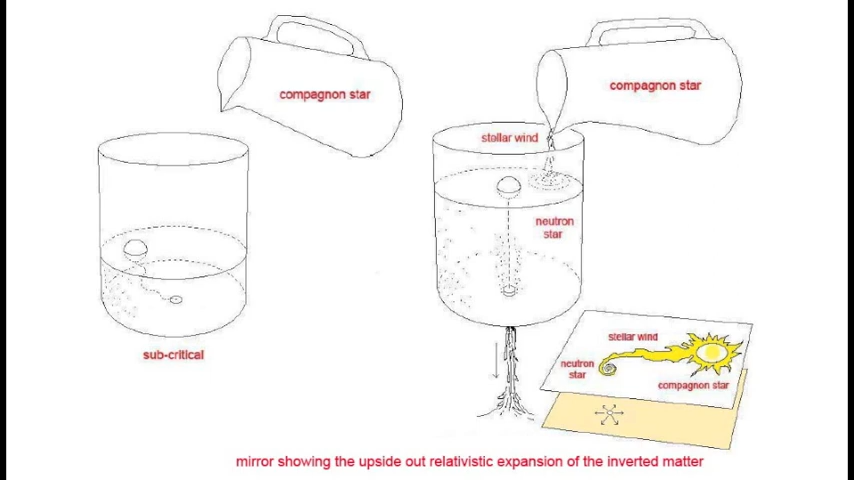 compagnon star
compagnon star
stellar wind
neutron
star
sub-critical
stellar wind
neutron
star
compagnon star
mirror showing the upside out relativistic expansion of the inverted matter